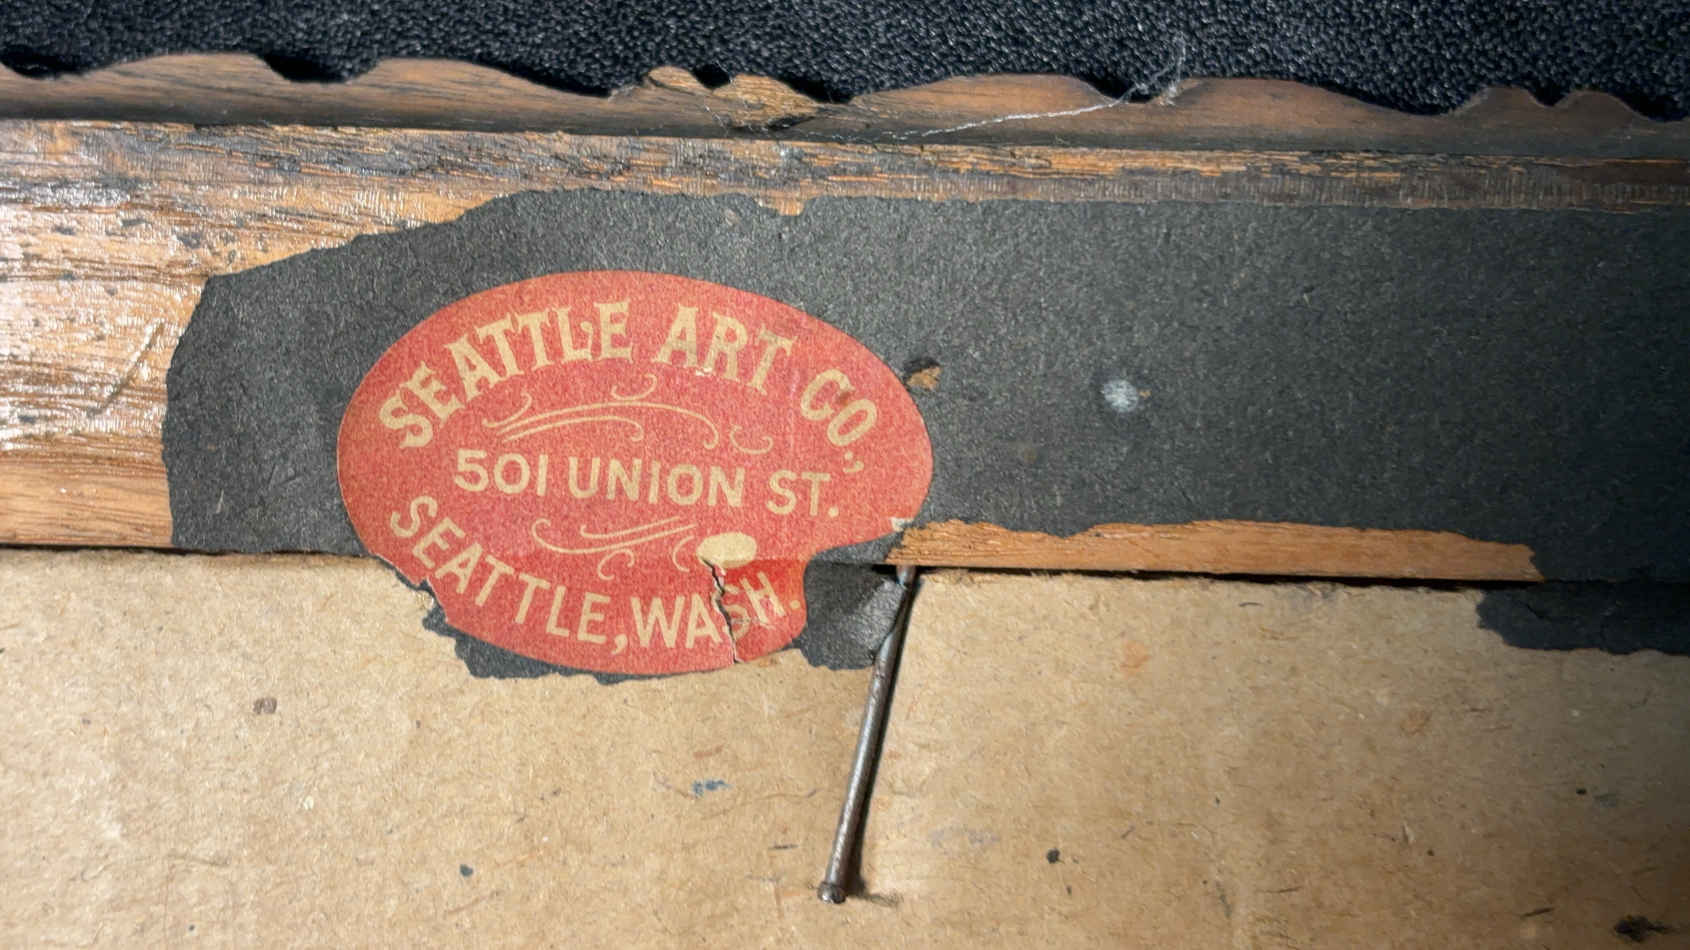 SEATTLE ART CO.,
501 UNION ST.
SEATTLE, WASH.